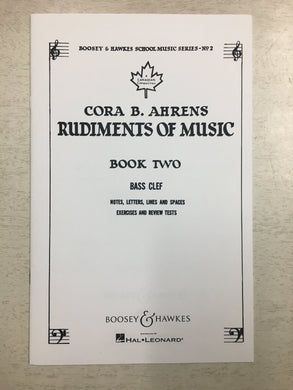 BOOSEY & HAWKES SCHOOL MUSIC SERIES - Nº 2
A
CANADIAN
CORA B. AHRENS
RUDIMENTS OF MUSIC
BOOK TWO
BASS CLEF
NOTES, LETTERS, LINES AND SPACES
EXERCISES AND REVIEW TESTS
BOOSEY & HAWKES
HAL•LEONARD®